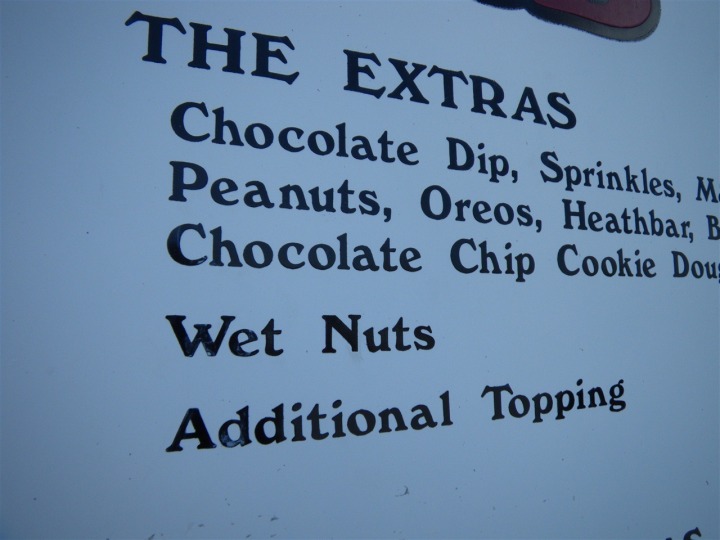 THE EXTRAS
Chocolate Dip, Sprinkles,
Peanuts, Oreos, Heathbar,
Chocolate Chip Cookie
Wet Nuts
Additional Topping